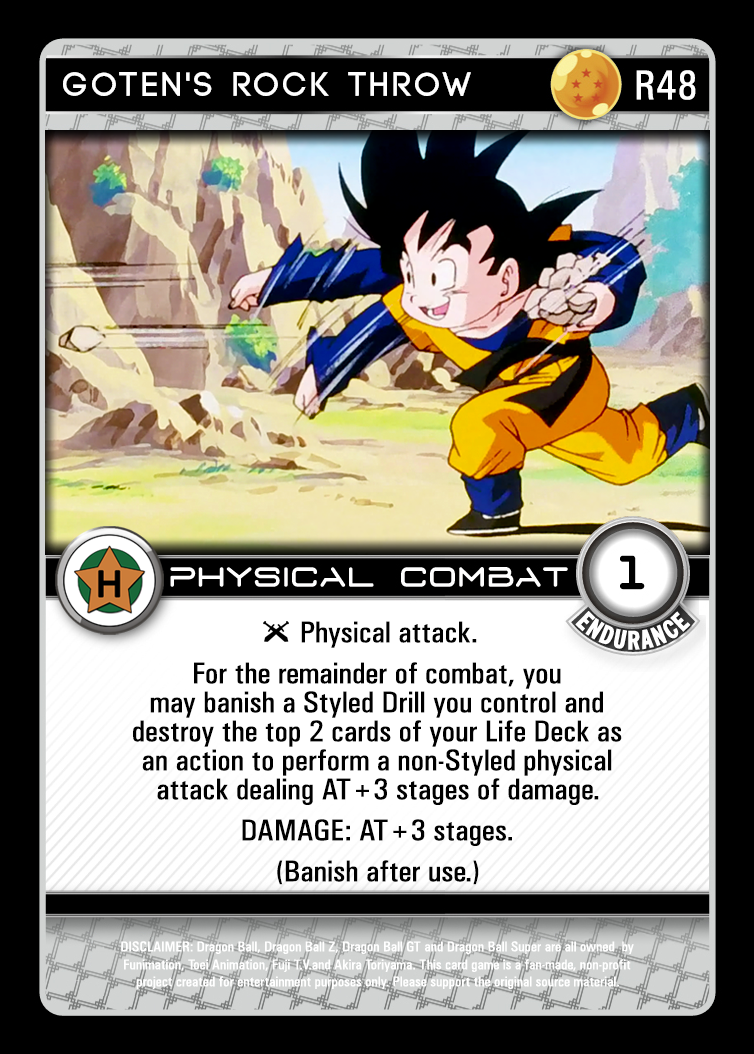 GOTEN'S ROCK THROW
R48
H
PHYSICAL COMBAT
1
ENDURANCE
Physical attack.
For the remainder of combat, you
may banish a Styled Drill you control and
destroy the top 2 cards of your Life Deck as
an action to perform a non-Styled physical
attack dealing AT+3 stages of damage.
DAMAGE: AT+3 stages.
(Banish after use.)
DISCLAIMER: Dragon Ball, Dragon Ball Z, Dragon Ball GT and Dragon Ball Super are all owned by
Funimation, Toei Animation, Fuji T.V.and Akira Toriyama. This card game is a fan-made, non-profit
project created for entertainment purposes only. Please support the original source material.